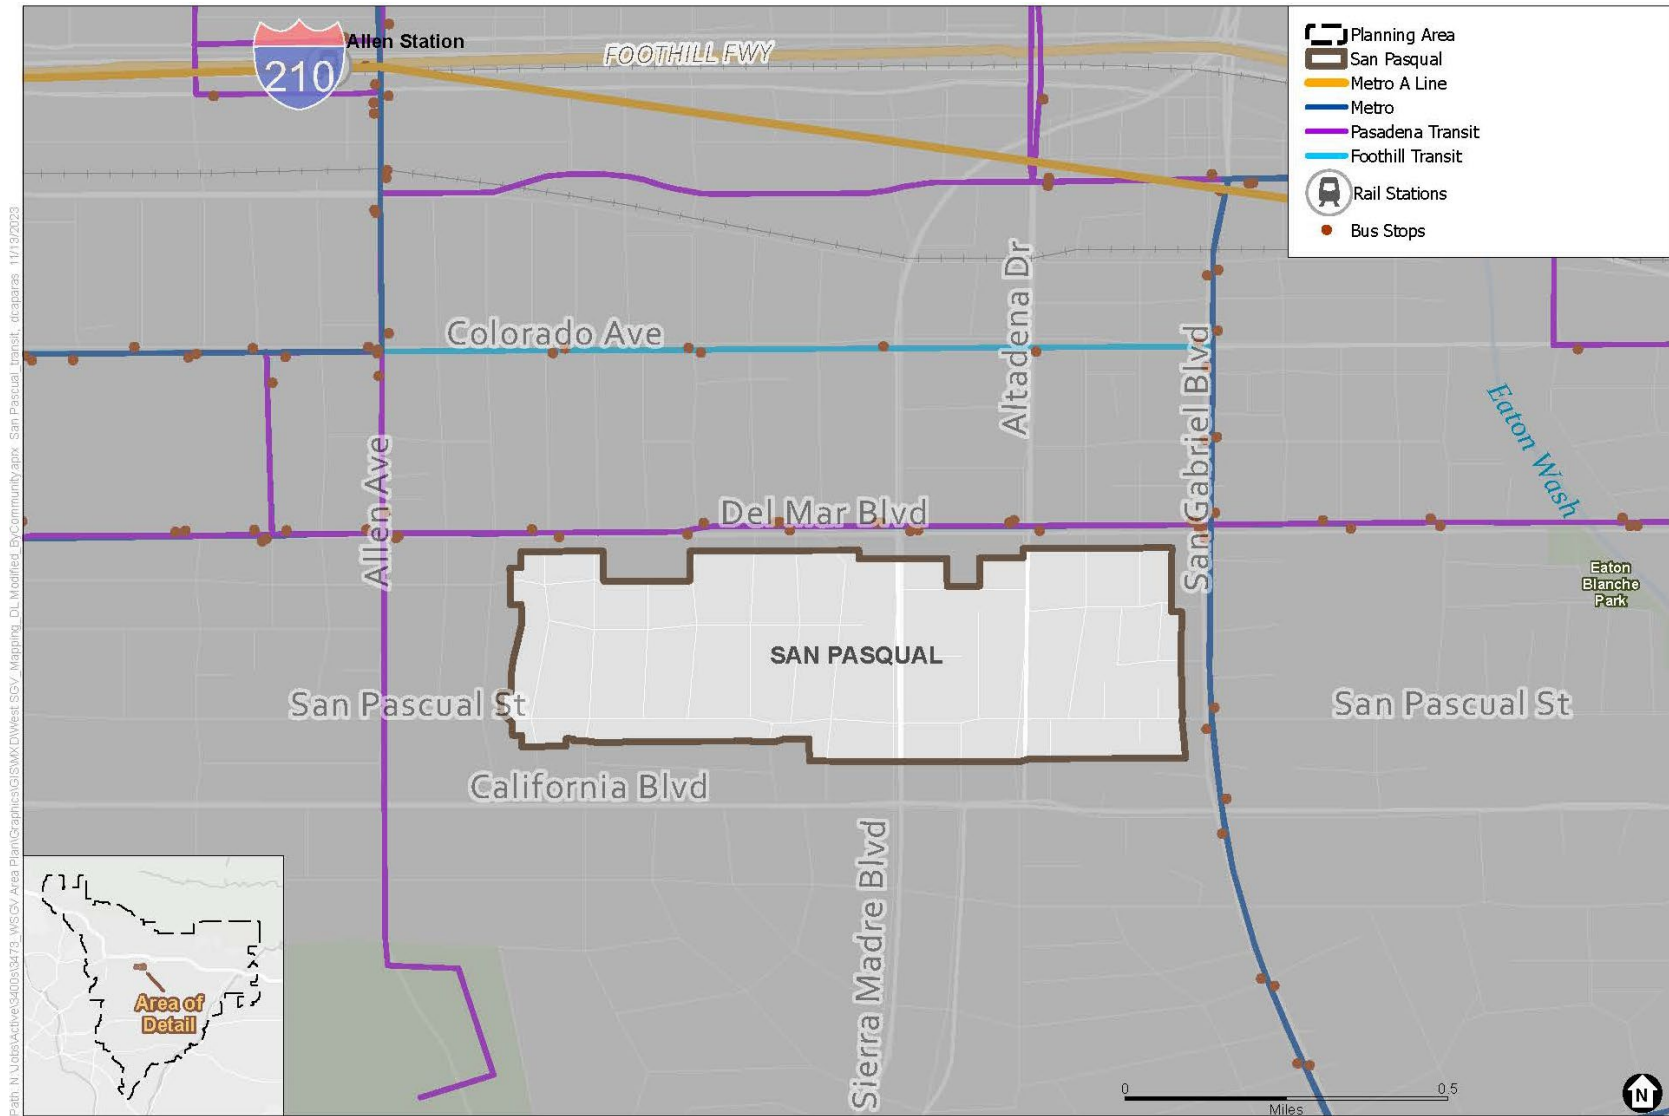 Allen Station
210
FOOTHILL FWY
Planning Area
San Pasqual
Metro A Line
Metro
Pasadena Transit
Foothill Transit
Rail Stations
Bus Stops
Colorado Ave
Altadena Dr
San Gabriel Blvd
Eaton Wash
Allen Ave
Del Mar Blvd
Eaton
Blanche
Park
SAN PASQUAL
San Pascual St
San Pascual St
California Blvd
Sierra Madre Blvd
Area of
Detail
0
0.5
Miles
N